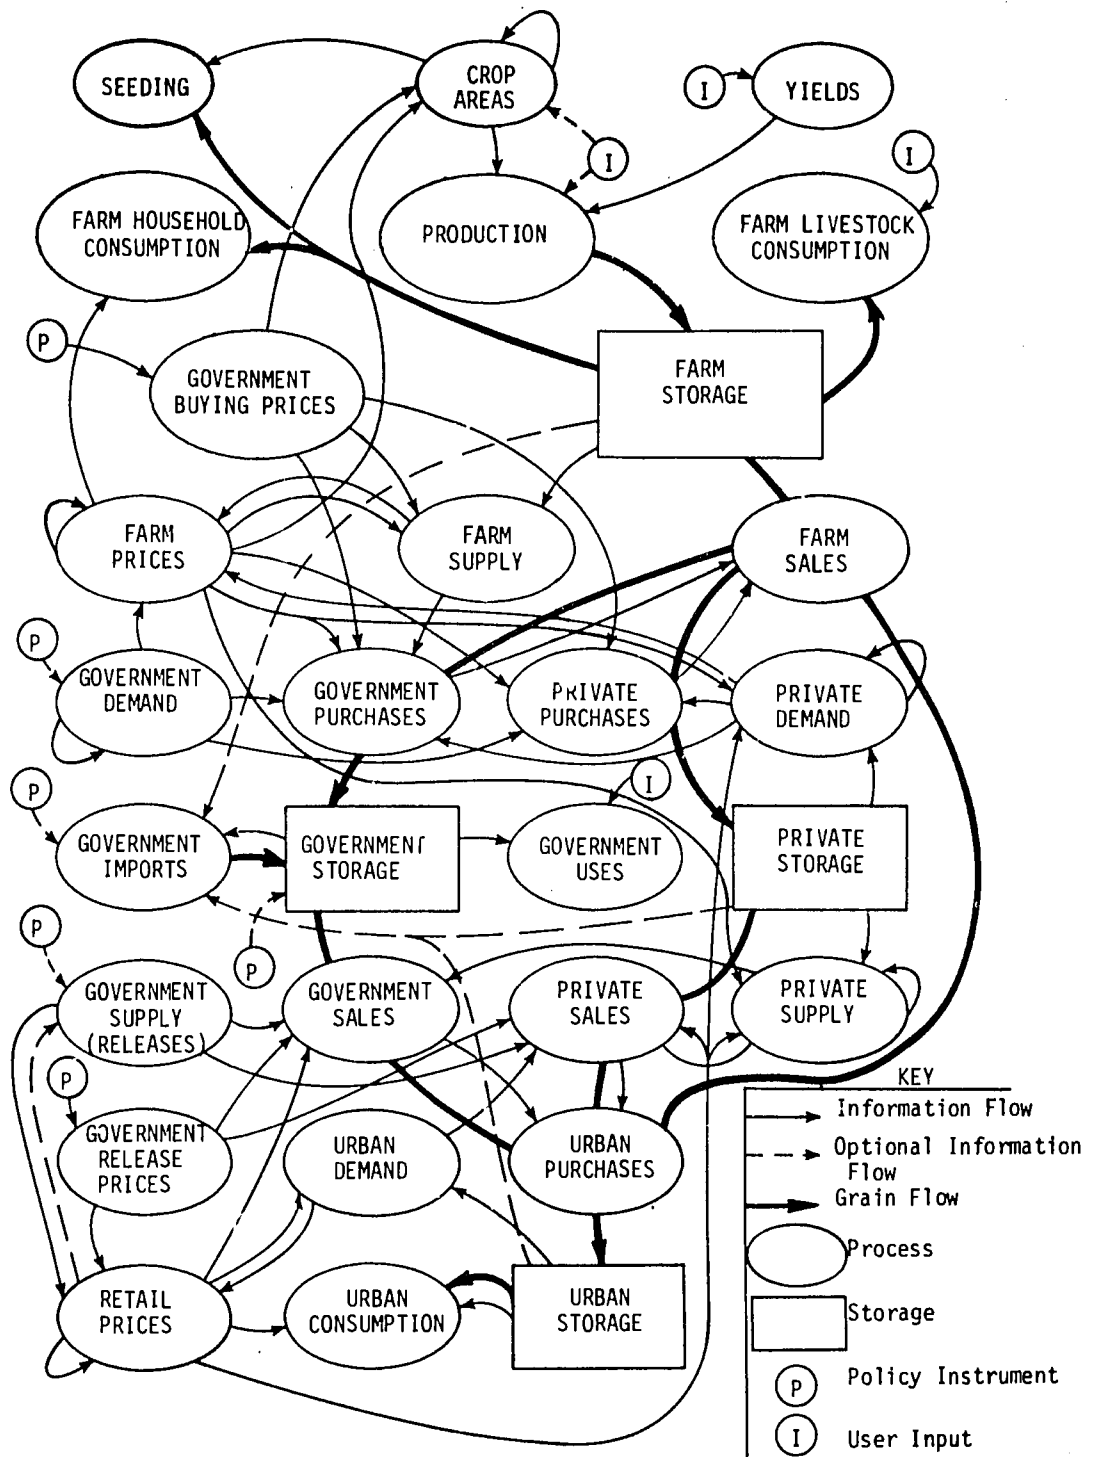 SEEDING
CROP
AREAS
I
YIELDS
I
I
FARM HOUSEHOLD
CONSUMPTION
PRODUCTION
FARM LIVESTOCK
CONSUMPTION
P
GOVERNMENT
BUYING PRICES
FARM
STORAGE
FARM
PRICES
FARM
SUPPLY
FARM
SALES
P
GOVERNMENT
DEMAND
GOVERNMENT
PURCHASES
PRIVATE
PURCHASES
PRIVATE
DEMAND
P
I
GOVERNMENT
IMPORTS
GOVERNMENT
STORAGE
GOVERNMENT
USES
PRIVATE
STORAGE
P
P
GOVERNMENT
SUPPLY
(RELEASES)
GOVERNMENT
SALES
PRIVATE
SALES
PRIVATE
SUPPLY
P
GOVERNMENT
RELEASE
PRICES
URBAN
DEMAND
URBAN
PURCHASES
RETAIL
PRICES
URBAN
CONSUMPTION
URBAN
STORAGE
KEY
Information Flow
Optional Information
Flow
Grain Flow
Process
Storage
P Policy Instrument
I User Input